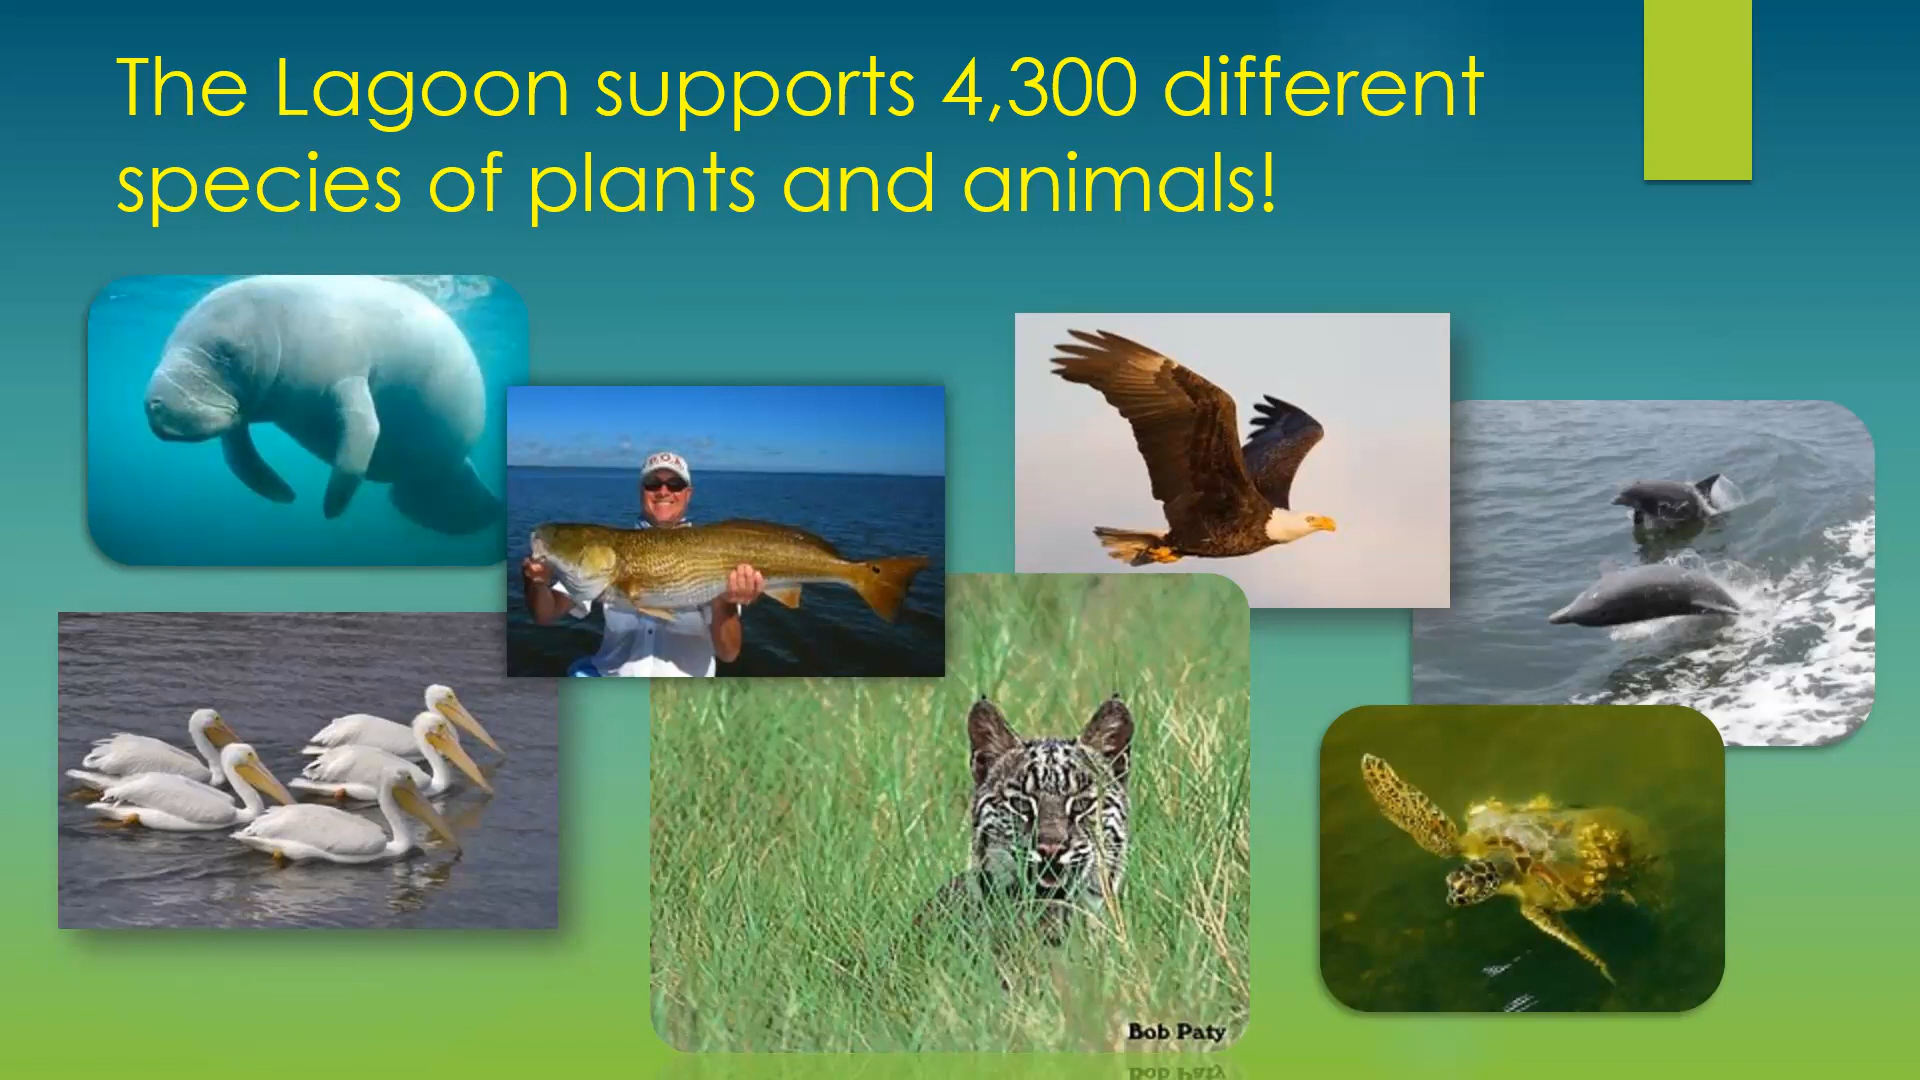 The Lagoon supports 4,300 different
species of plants and animals!
Bob Paty